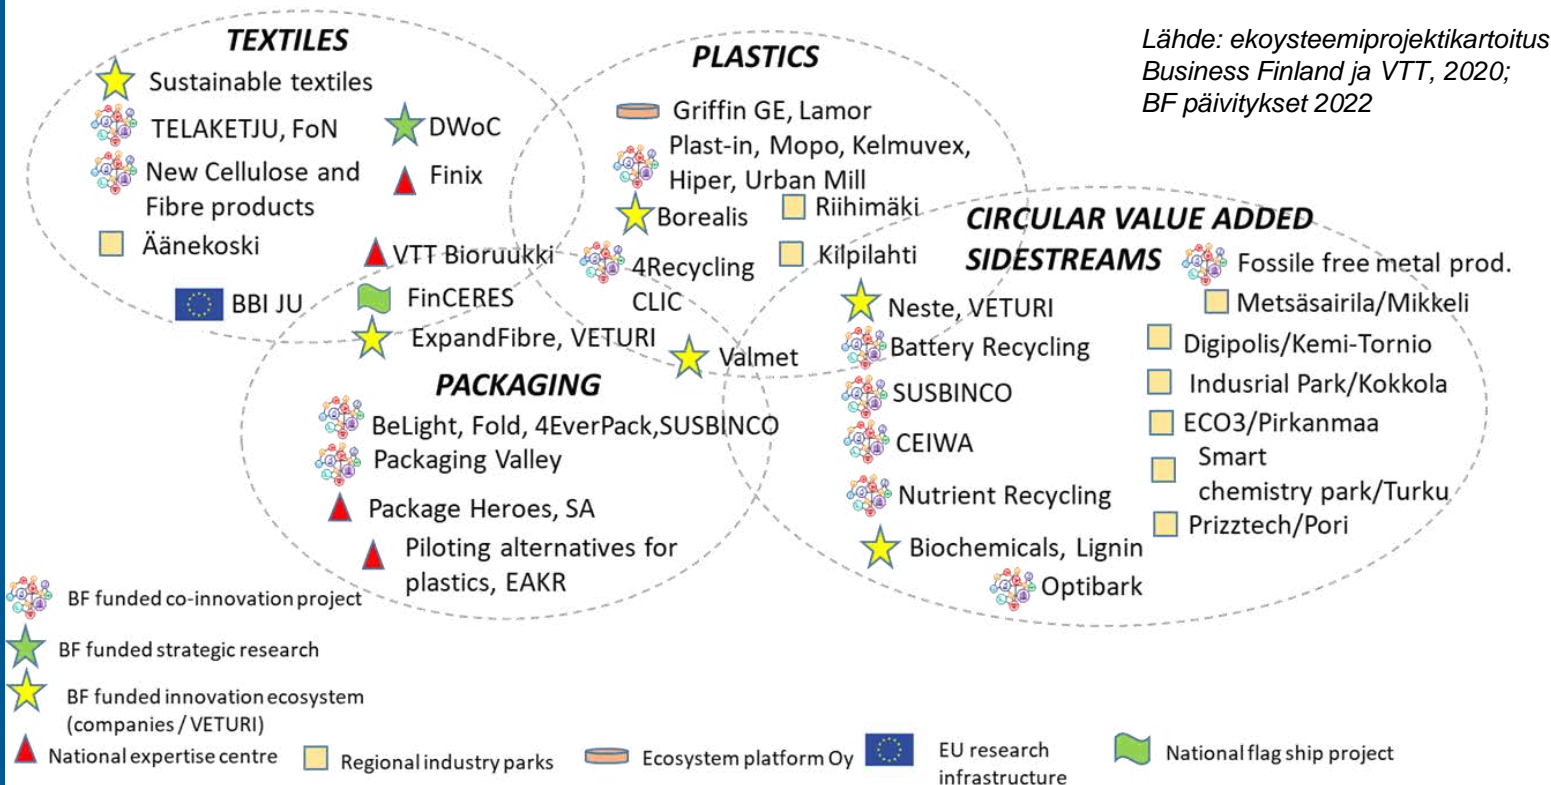 TEXTILES
Sustainable textiles
TELAKETJU, FoN
DWoC
New Cellulose and
Fibre products
Finix
Äänekoski
VTT Bioruukki
BBI JU
FinCERES
ExpandFibre, VETURI
PLASTICS
Griffin GE, Lamor
Plast-in, Mopo, Kelmuvex,
Hiper, Urban Mill
Borealis
Riihimäki
4Recycling
CLIC
Kilpilahti
Valmet
Lähde: ekoysteemiprojektikartoitus
Business Finland ja VTT, 2020;
BF päivitykset 2022
CIRCULAR VALUE ADDED
SIDESTREAMS
Fossile free metal prod.
Neste, VETURI
Metsäsairila/Mikkeli
Battery Recycling
Digipolis/Kemi-Tornio
SUSBINCO
Indusrial Park/Kokkola
CEIWA
ECO3/Pirkanmaa
Smart
chemistry park/Turku
Nutrient Recycling
Prizztech/Pori
Biochemicals, Lignin
Optibark
PACKAGING
BeLight, Fold, 4EverPack,SUSBINCO
Packaging Valley
Package Heroes, SA
Piloting alternatives for
plastics, EAKR
BF funded co-innovation project
BF funded strategic research
BF funded innovation ecosystem
(companies / VETURI)
National expertise centre
Regional industry parks
Ecosystem platform Oy
EU research
infrastructure
National flag ship project